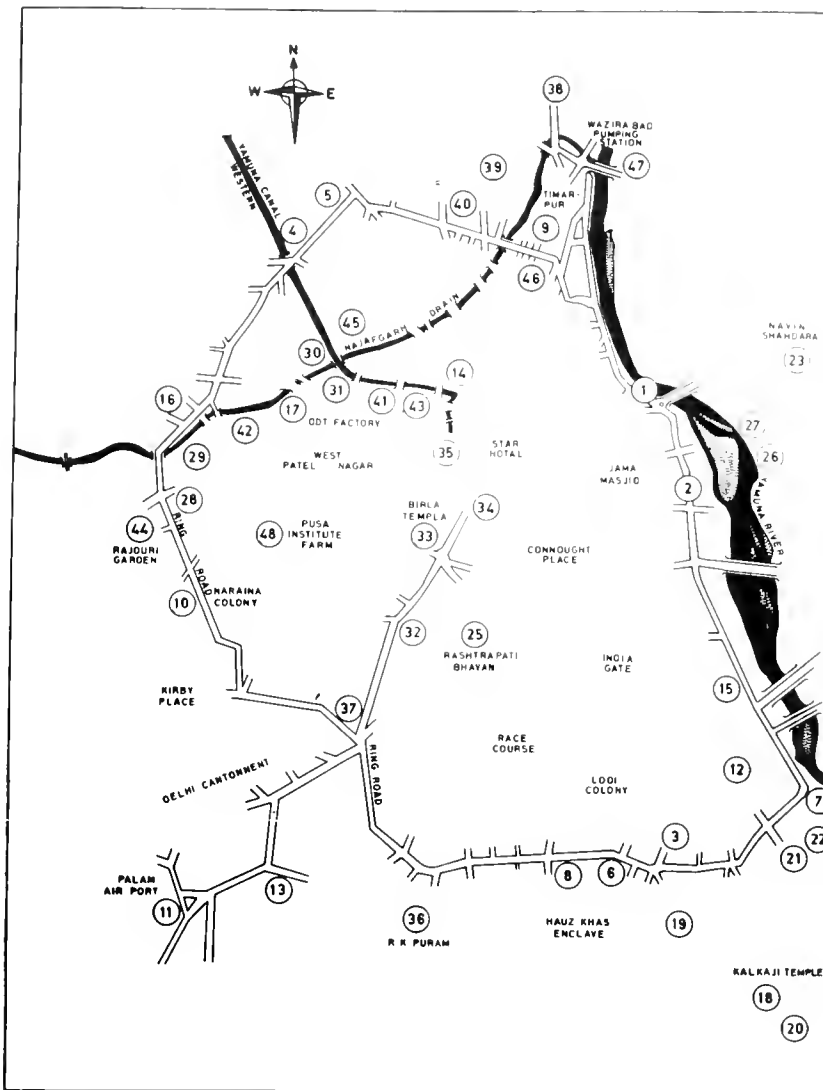 N
W E
38
WAZIRABAD
PUMPING
STATION
47
39
TIMAR-
PUR
YAMUNA CANAL
WESTERN
5
40
9
4
46
45
NAJAFGARH DRAIN
NAVIN
SHAHDARA
23
30
31
41
43
14
16
17
42
1
DDT FACTORY
29
WEST
PATEL NAGAR
35
STAR
HOTAL
27
26
JAMA
MASJID
2
YAMUNA RIVER
28
44
RING
ROAD
RAJOURI
GARDEN
48
PUSA
INSTITUTE
FARM
BIRLA
TEMPLA
33
34
CONNOUGHT
PLACE
10
NARAINA
COLONY
32
25
RASHTRAPATI
BHAVAN
INDIA
GATE
15
KIRBY
PLACE
37
RACE
COURSE
RING ROAD
DELHI CANTONMENT
LODI
COLONY
12
7
3
22
21
8
6
PALAM
AIR PORT
11
13
36
R K PURAM
HAUZ KHAS
ENCLAVE
19
KALKAJI TEMPLE
18
20